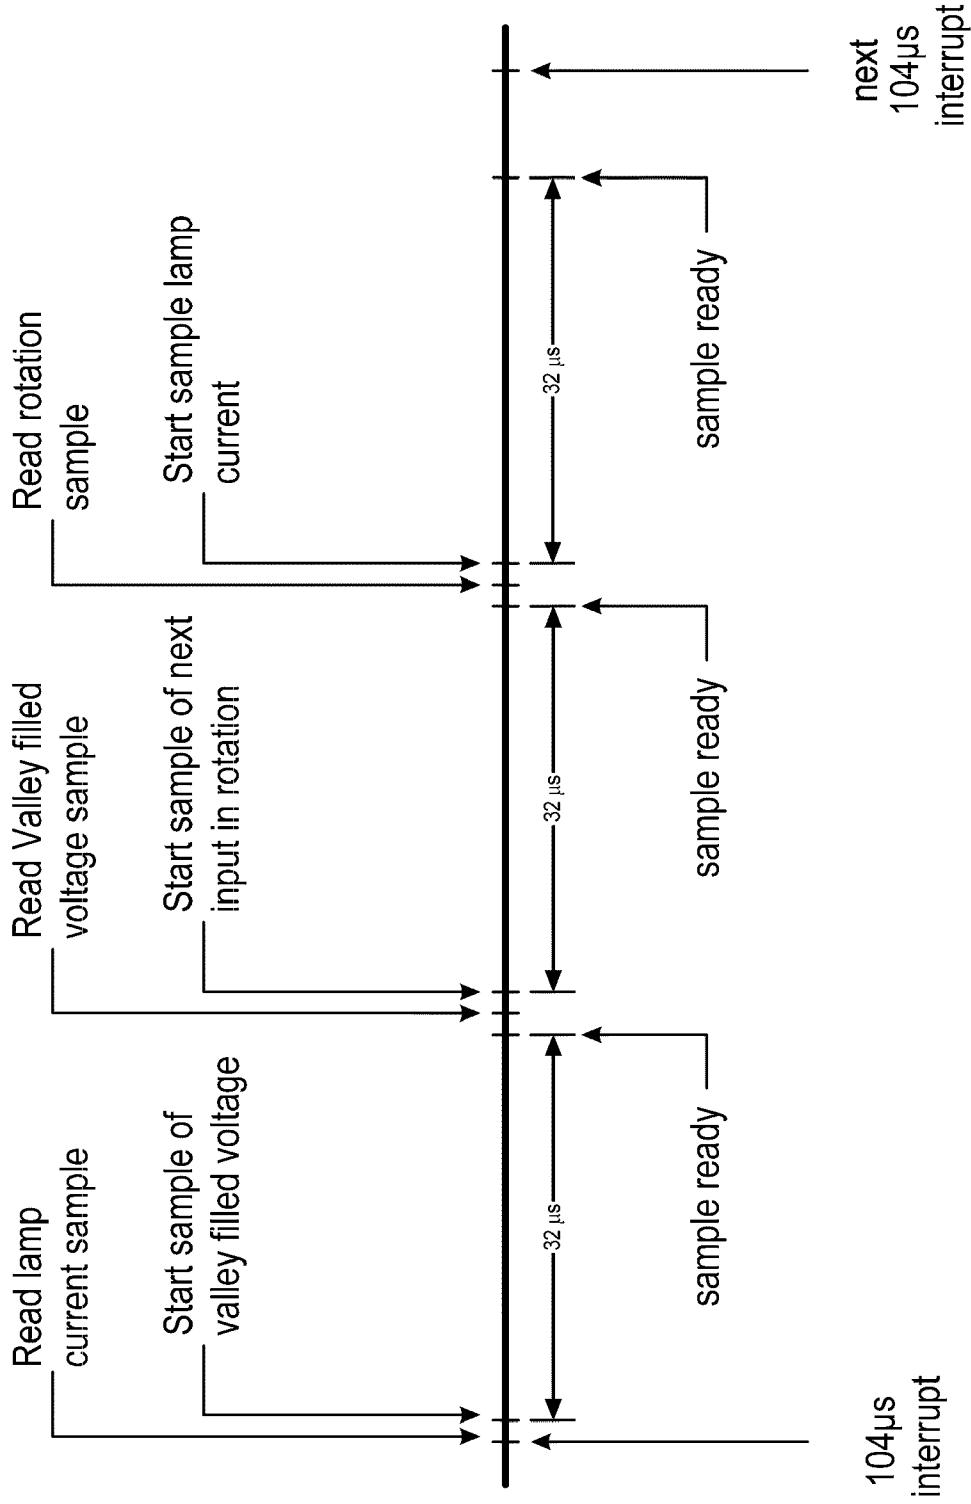 Read lamp
current sample
Read Valley filled
voltage sample
Read rotation
sample
Start sample of
valley filled voltage
Start sample of next
input in rotation
Start sample lamp
current
32 µs
32 µs
32 µs
sample ready
sample ready
sample ready
104µs
interrupt
next
104µs
interrupt